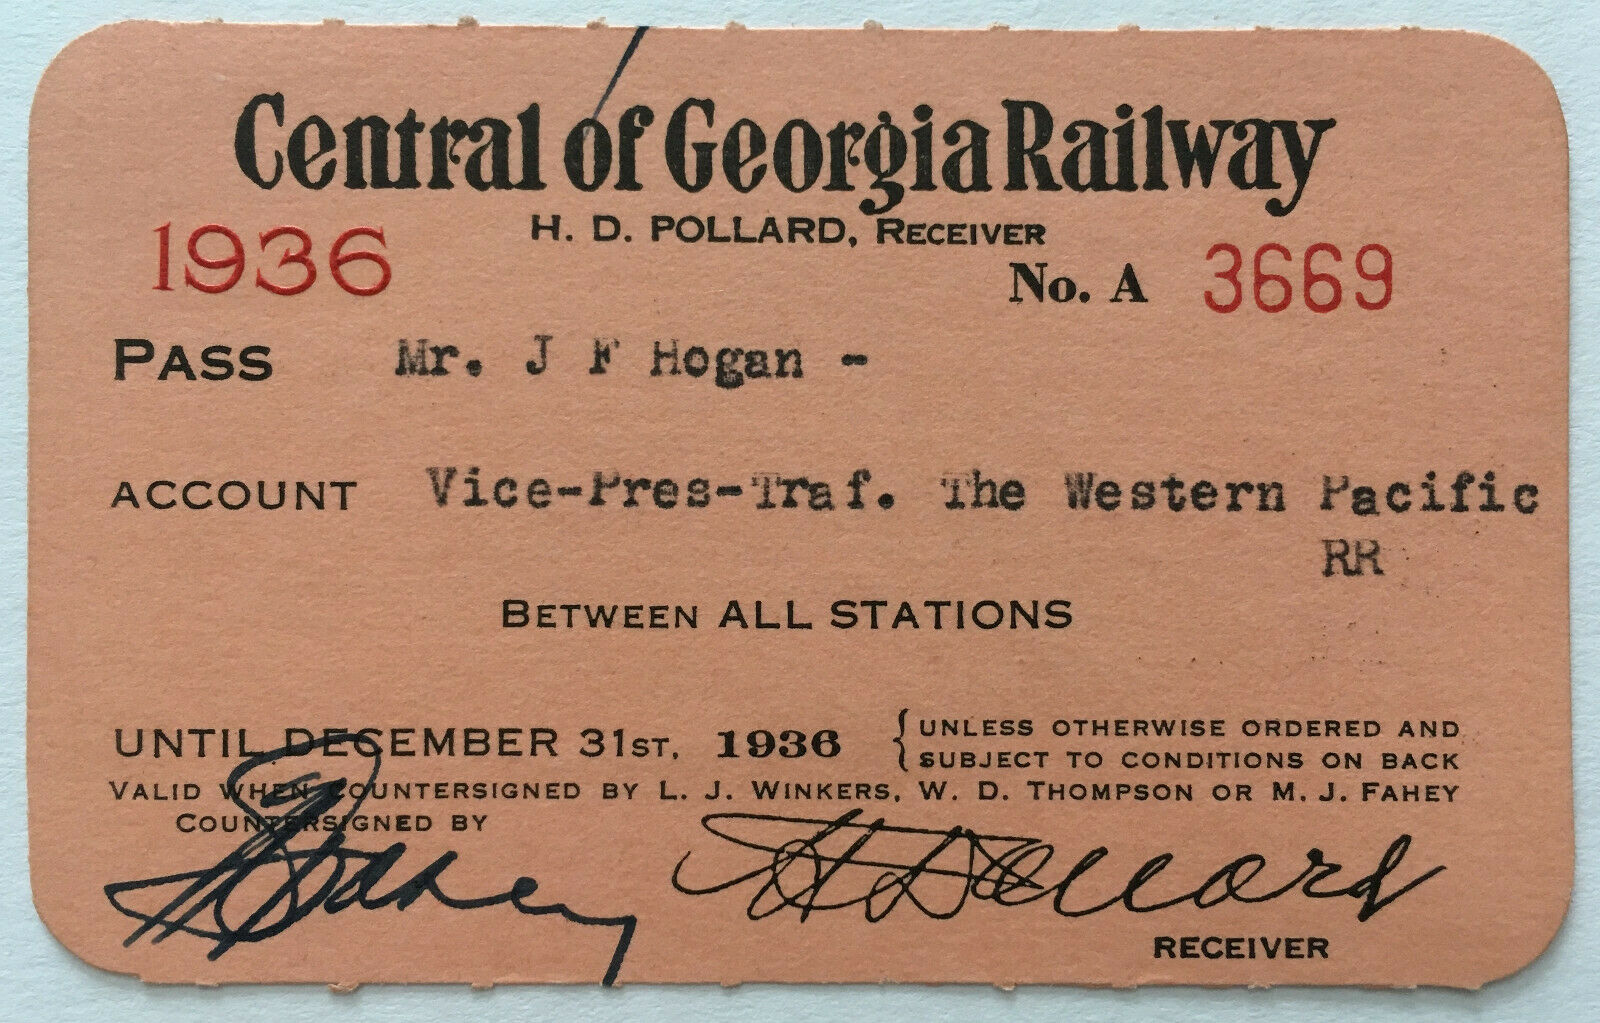 Central of Georgia Railway
H. D. POLLARD, RECEIVER
1936
No. A 3669
PASS Mr. J F Hogan -
ACCOUNT Vice-Pres-Traf. The Western Pacific
RR
BETWEEN ALL STATIONS
UNTIL DECEMBER 31ST, 1936 { UNLESS OTHERWISE ORDERED AND
SUBJECT TO CONDITIONS ON BACK
VALID WHEN COUNTERSIGNED BY L. J. WINKERS, W. D. THOMPSON OR M. J. FAHEY
COUNTERSIGNED BY
M J Fahey
H D Pollard
RECEIVER